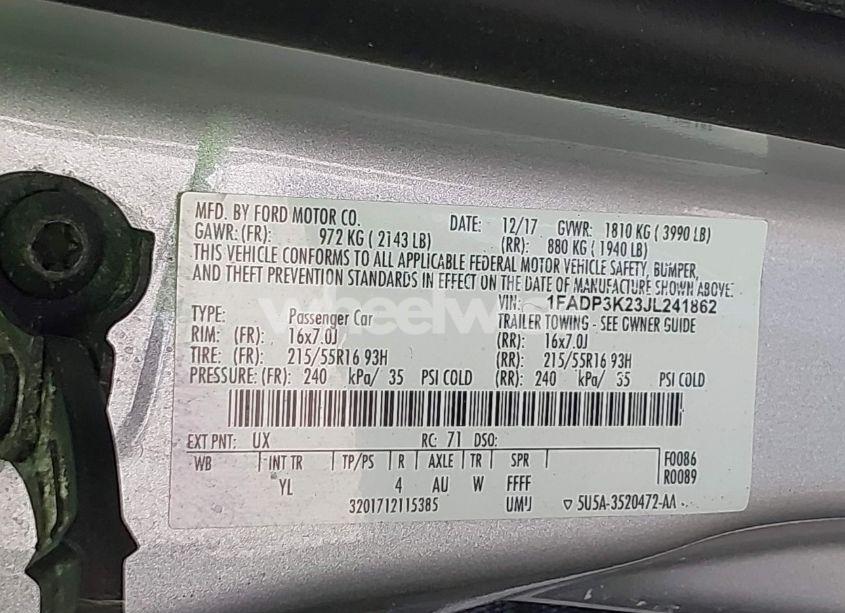 MFD. BY FORD MOTOR CO. DATE: 12/17 GVWR: 1810 KG ( 3990 LB)
GAWR:(FR): 972 KG ( 2143 LB) (RR): 880 KG ( 1940 LB)
THIS VEHICLE CONFORMS TO ALL APPLICABLE FEDERAL MOTOR VEHICLE SAFETY, BUMPER,
AND THEFT PREVENTION STANDARDS IN EFFECT ON THE DATE OF MANUFACTURE SHOWN ABOVE.
VIN: 1FADP3K23JL241862
TYPE: Passenger Car TRAILER TOWING - SEE OWNER GUIDE
RIM: (FR): 16x7.0J (RR): 16x7.0J
TIRE: (FR): 215/55R16 93H (RR): 215/55R16 93H
PRESSURE: (FR): 240 kPa/ 35 PSI COLD (RR): 240 kPa/ 35 PSI COLD
EXT PNT: UX RC: 71 DSO:
WB INT TR TP/PS R AXLE TR SPR F0086
YL 4 AU W FFFF R0089
3201712115385 UMIJ ▽ 5U5A-3520472-AA